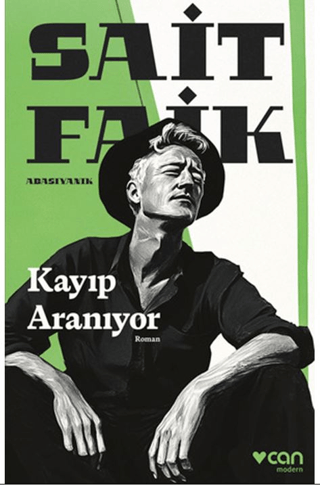 SAİT
FAİK
ABASIYANIK
Kayıp
Aranıyor
Roman
can
modern